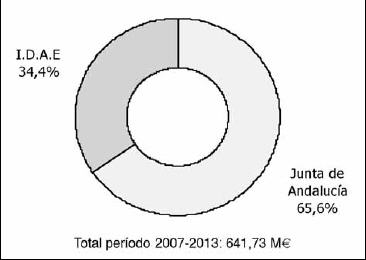 I.D.A.E
34,4%
Junta de
Andalucía
65,6%
Total período 2007-2013: 641,73 M€